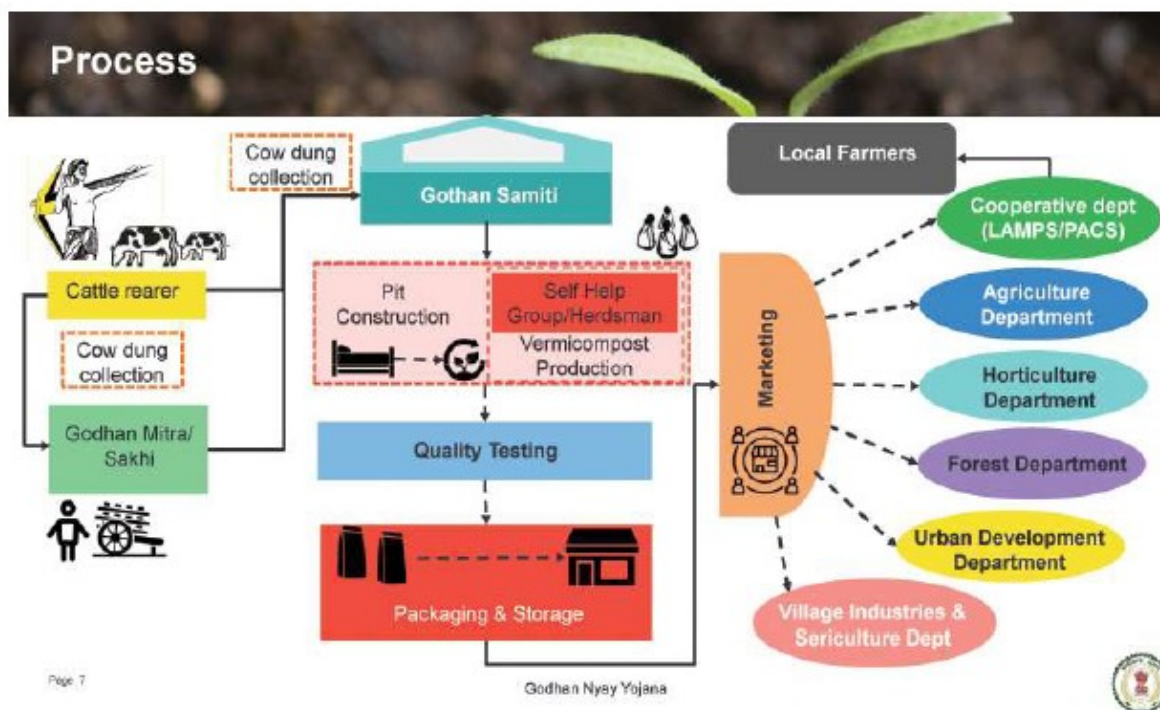 Process
Cow dung
collection
Gothan Samiti
Local Farmers
Cooperative dept
(LAMPS/PACS)
Cattle rearer
Pit
Construction
Self Help
Group/Herdsman
Vermicompost
Production
Agriculture
Department
Cow dung
collection
Marketing
Horticulture
Department
Godhan Mitra/
Sakhi
Quality Testing
Forest Department
Urban Development
Department
Packaging & Storage
Village Industries &
Sericulture Dept
Page 7
Godhan Nyay Yojana